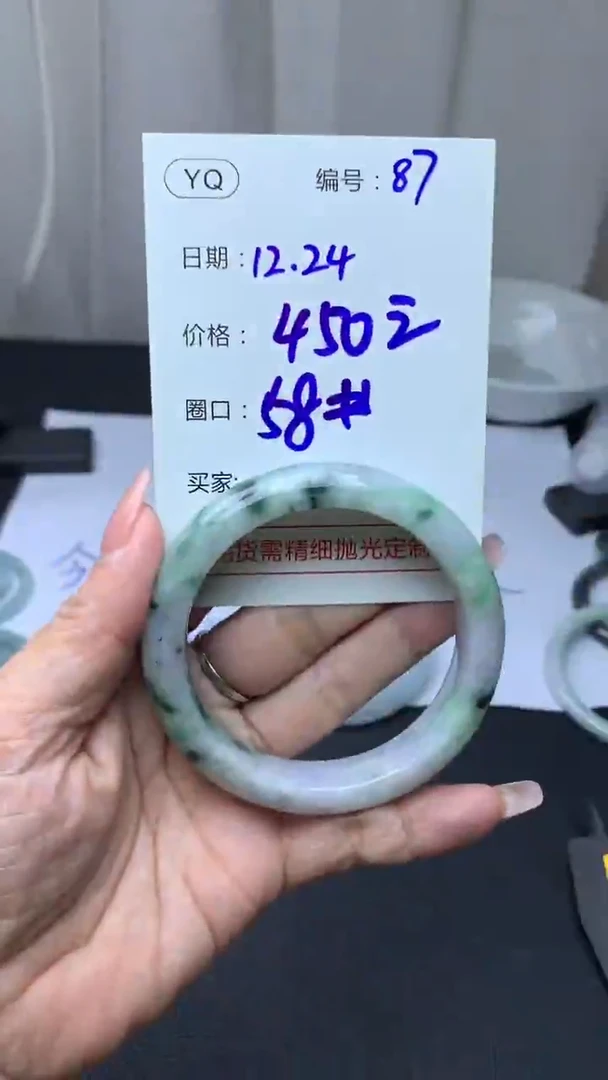 YQ
编号：87
日期：12.24
价格：450元
圈口：58#
买家:
货需精细抛光定制